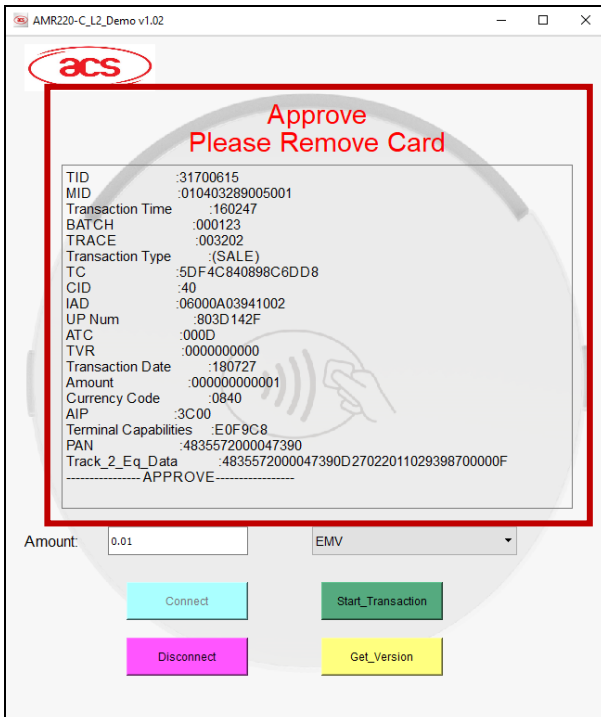 AMR220-C_L2_Demo v1.02
acs
Approve
Please Remove Card
TID :31700615
MID :010403289005001
Transaction Time :160247
BATCH :000123
TRACE :003202
Transaction Type :(SALE)
TC :5DF4C840898C6DD8
CID :40
IAD :06000A03941002
UP Num :803D142F
ATC :000D
TVR :0000000000
Transaction Date :180727
Amount :000000000001
Currency Code :0840
AIP :3C00
Terminal Capabilities :E0F9C8
PAN :4835572000047390
Track_2_Eq_Data :4835572000047390D27022011029398700000F
---------------- APPROVE-----------------
Amount: 0.01 EMV
Connect Start_Transaction
Disconnect Get_Version